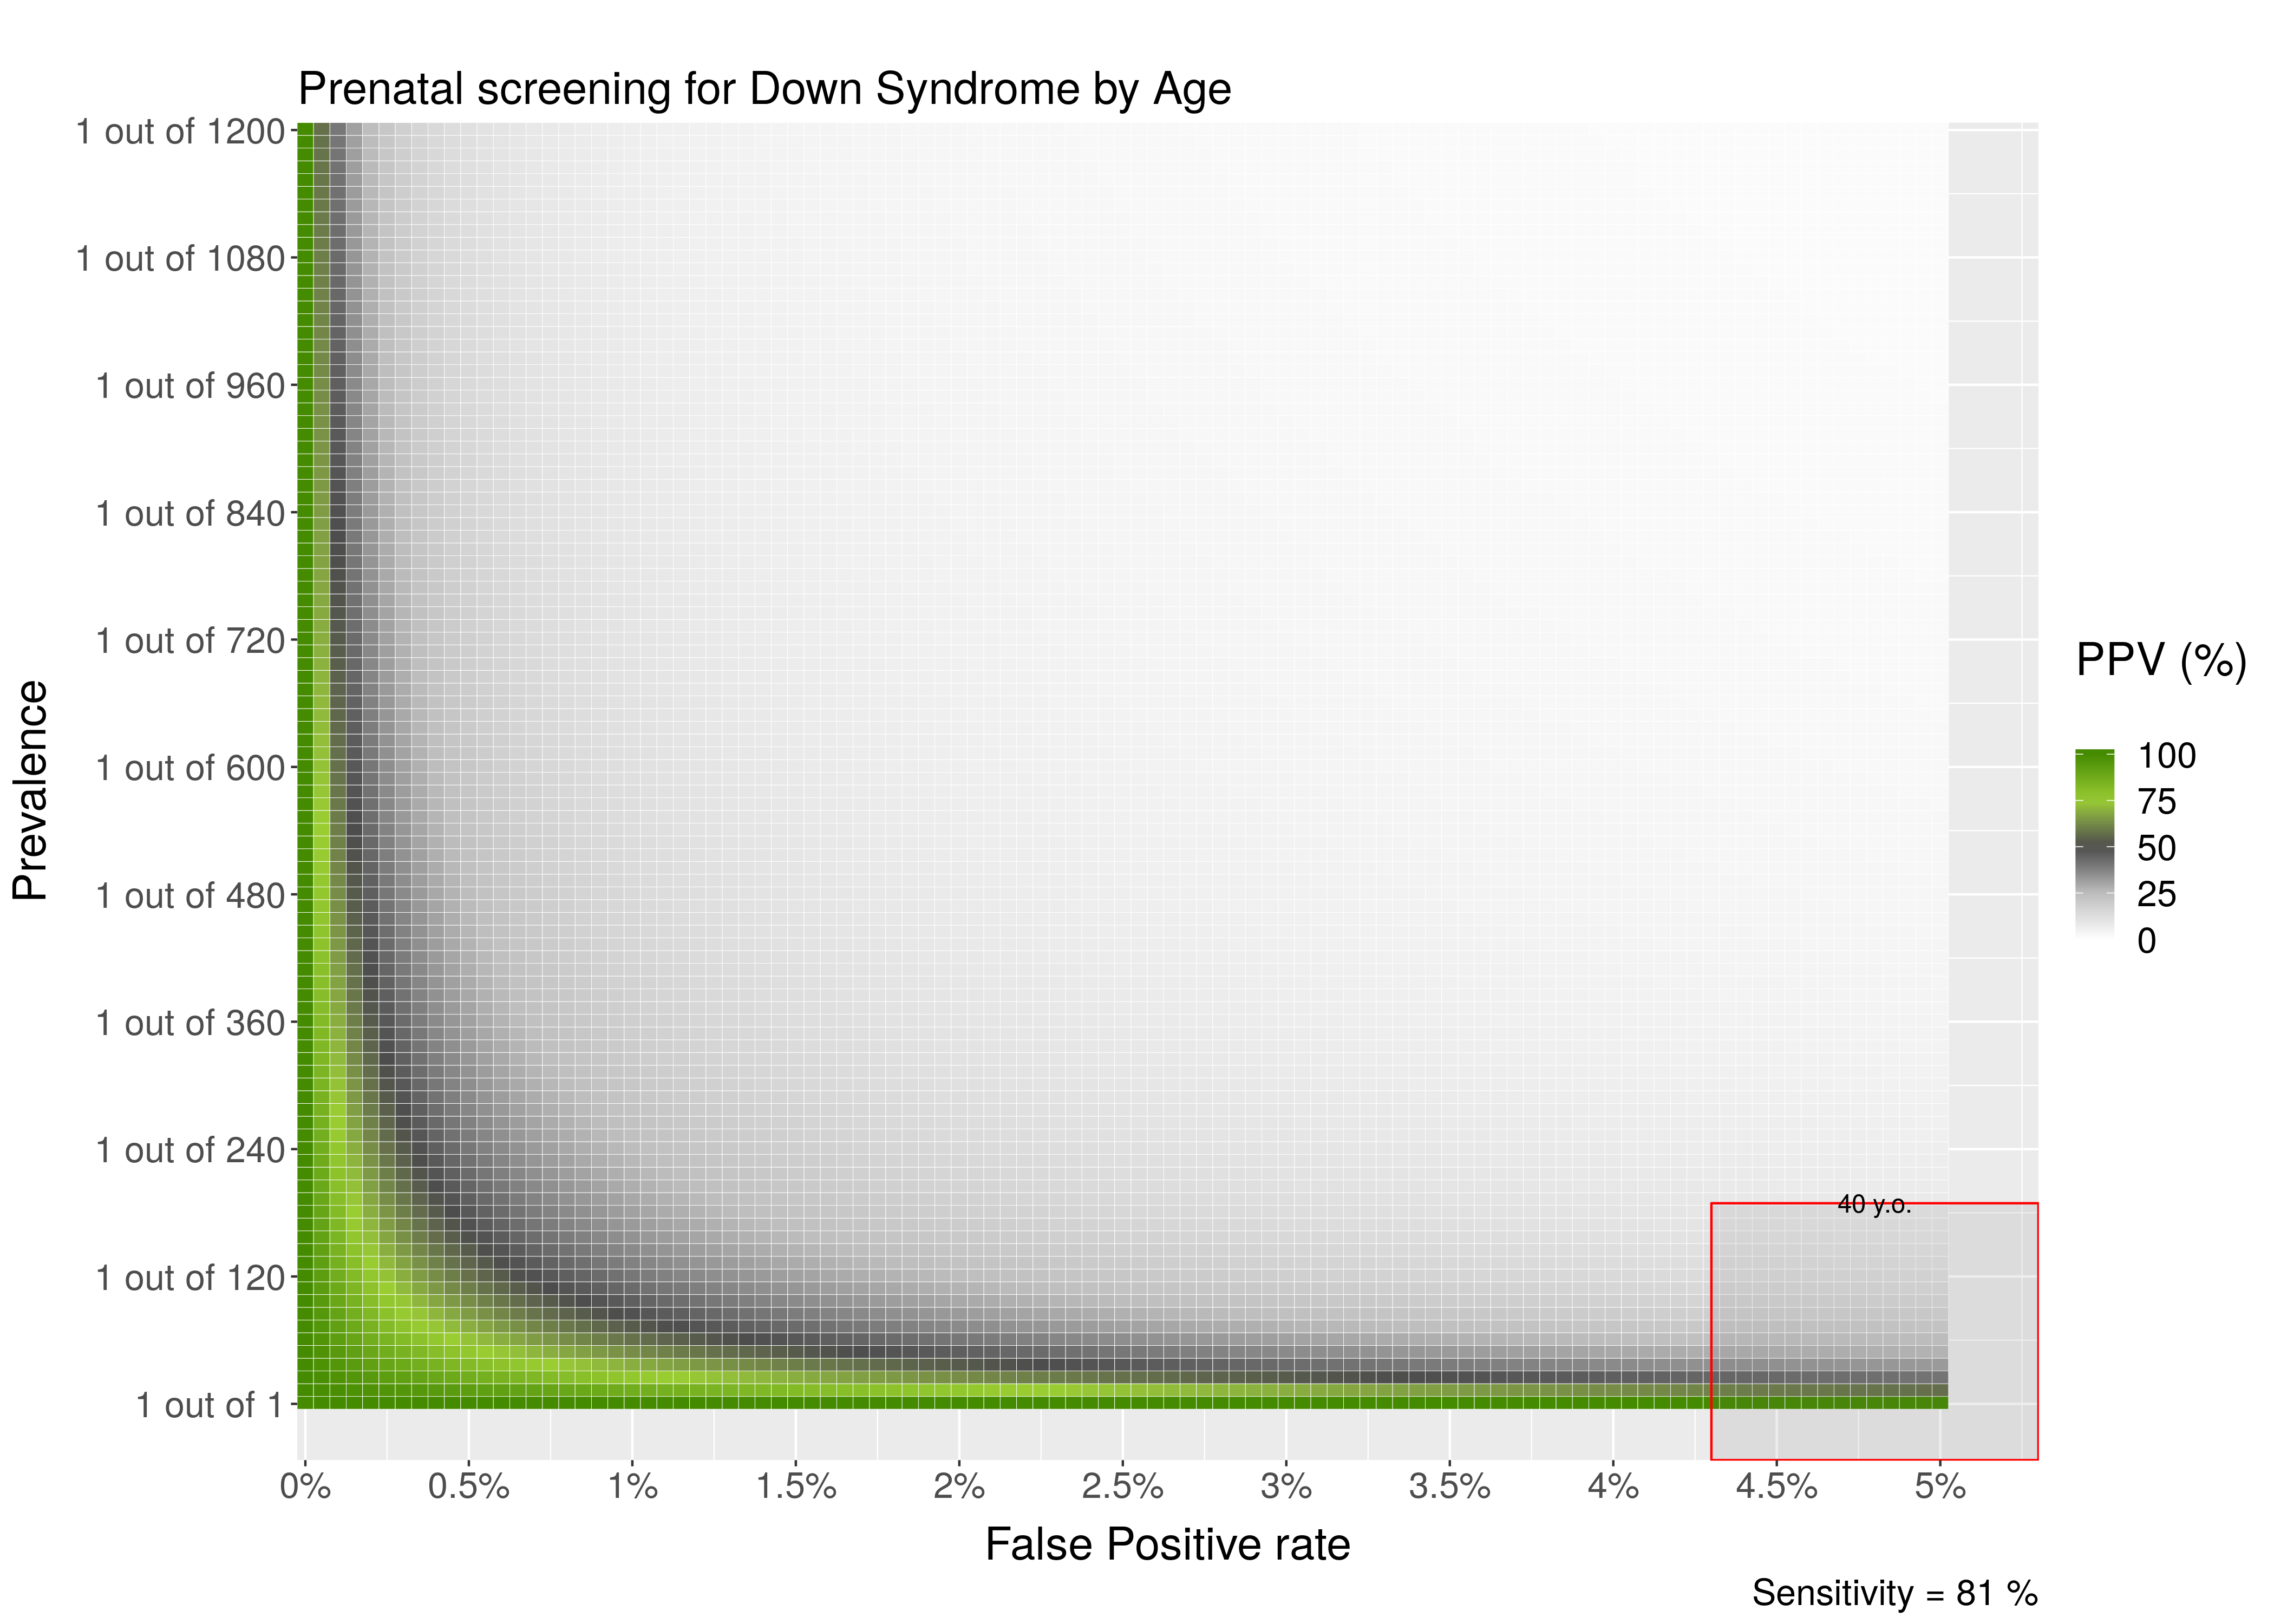 Prenatal screening for Down Syndrome by Age
1 out of 1200
1 out of 1080
1 out of 960
1 out of 840
1 out of 720
1 out of 600
1 out of 480
1 out of 360
1 out of 240
1 out of 120
1 out of 1
Prevalence
40 y.o.
0% 0.5% 1% 1.5% 2% 2.5% 3% 3.5% 4% 4.5% 5%
False Positive rate
PPV (%)
100
75
50
25
0
Sensitivity = 81 %